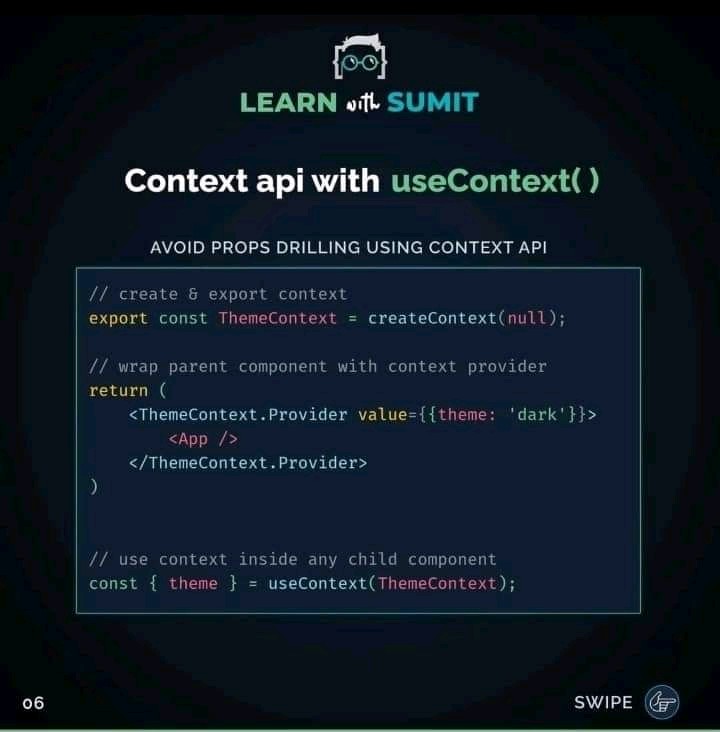 LEARN with SUMIT
Context api with useContext( )
AVOID PROPS DRILLING USING CONTEXT API
// create & export context
export const ThemeContext = createContext(null);
// wrap parent component with context provider
return (
    <ThemeContext.Provider value={{theme: 'dark'}}>
        <App />
    </ThemeContext.Provider>
)
// use context inside any child component
const { theme } = useContext(ThemeContext);
06
SWIPE